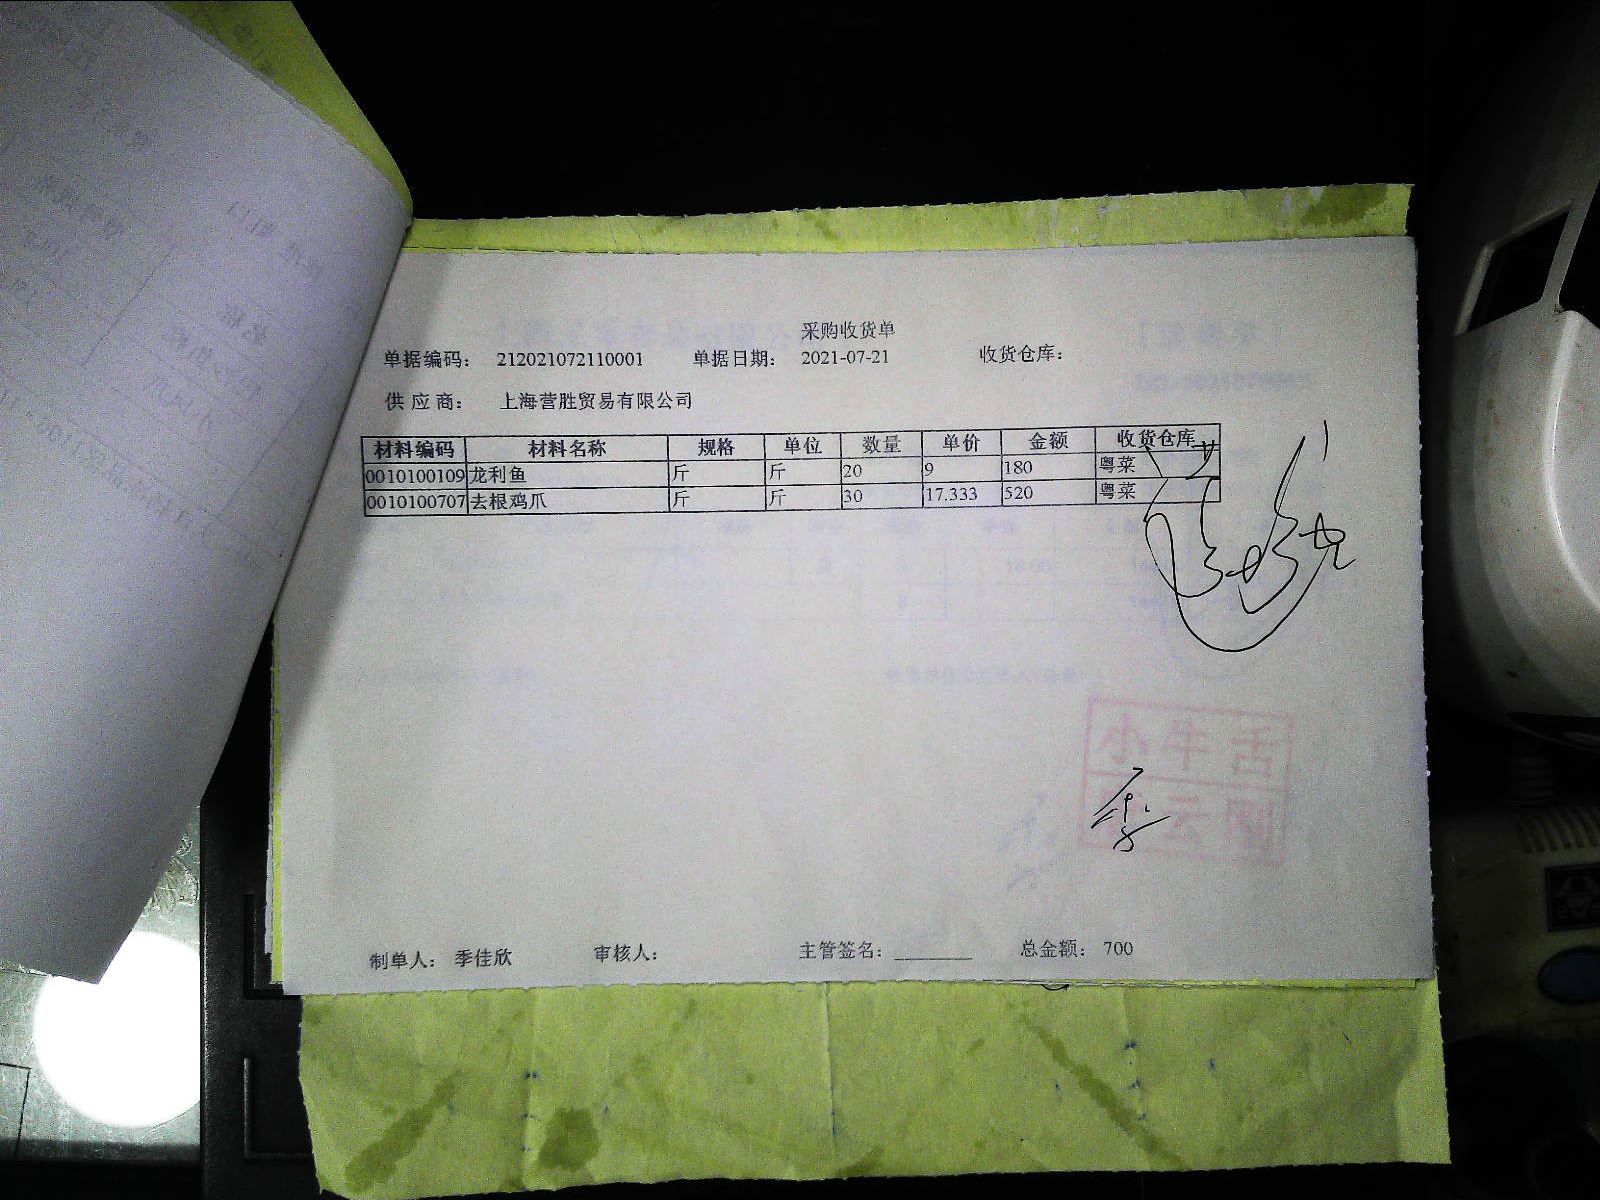 采购收货单
单据编码： 212021072110001 单据日期： 2021-07-21 收货仓库：
供应商： 上海营胜贸易有限公司
材料编码 材料名称 规格 单位 数量 单价 金额 收货仓库
0010100109 龙利鱼 斤 斤 20 9 180 粤菜
0010100707 去根鸡爪 斤 斤 30 17.333 520 粤菜
小牛舌
云
季
制单人： 季佳欣 审核人： 主管签名：________ 总金额： 700